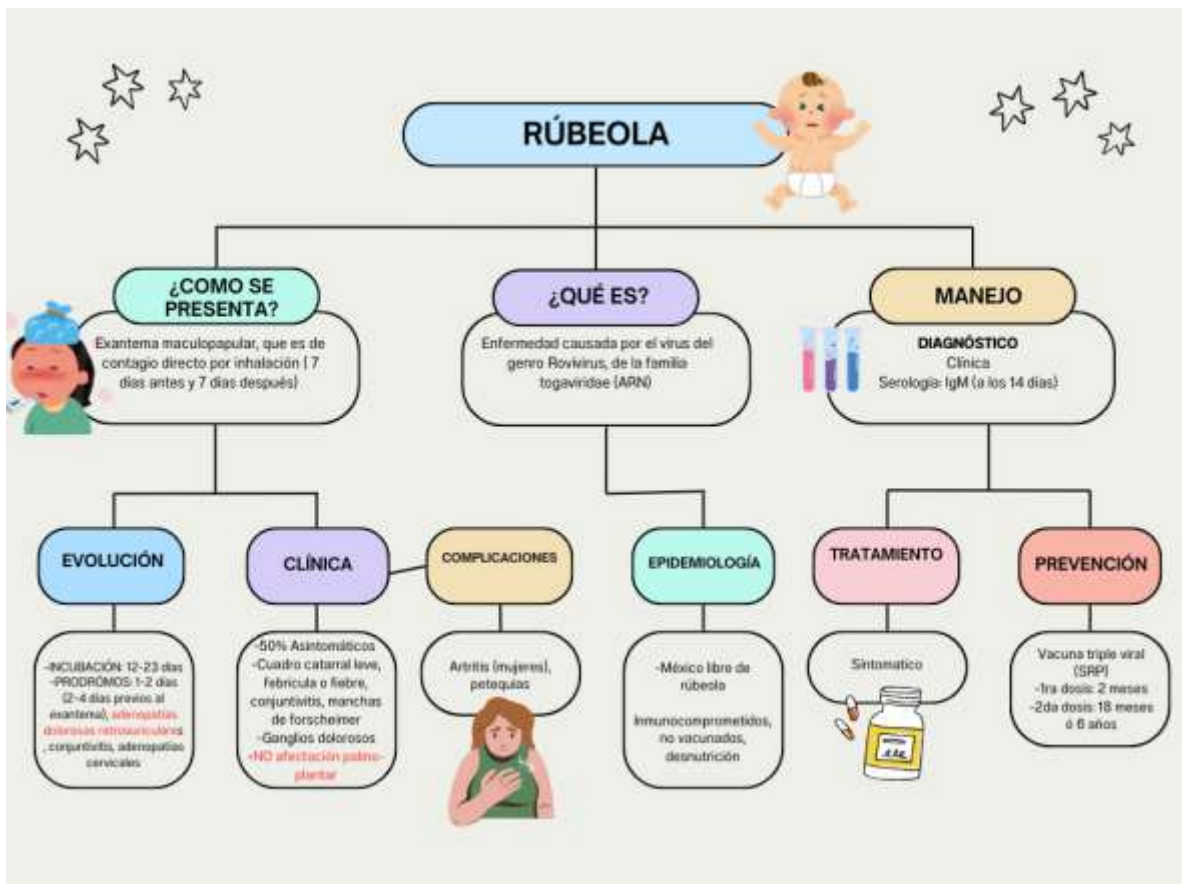 RÚBEOLA
¿COMO SE
PRESENTA?
Exantema maculopapular, que es de
contagio directo por inhalación ( 7
días antes y 7 días después)
¿QUÉ ES?
Enfermedad causada por el virus del
genro Rovivirus, de la familia
togaviridae (ARN)
MANEJO
DIAGNÓSTICO
Clínica
Serología: IgM (a los 14 días)
EVOLUCIÓN
-INCUBACIÓN: 12-23 días
-PRODRÓMOS: 1-2 días
(2-4 días previos al
exantema), adenopatías
dolorosas retroauriculares
, conjuntivitis, adenopatías
cervicales
CLÍNICA
-50% Asintomáticos
-Cuadro catarral leve,
febrícula o fiebre,
conjuntivitis, manchas
de forscheimer
-Ganglios dolorosos
-NO afectación palmo-
plantar
COMPLICACIONES
Artritis (mujeres),
petequias
EPIDEMIOLOGÍA
-México libre de
rúbeola
Inmunocomprometidos,
no vacunados,
desnutrición
TRATAMIENTO
Sintomatico
PREVENCIÓN
Vacuna triple viral
(SRP)
-1ra dosis: 2 meses
-2da dosis: 18 meses
ó 6 años